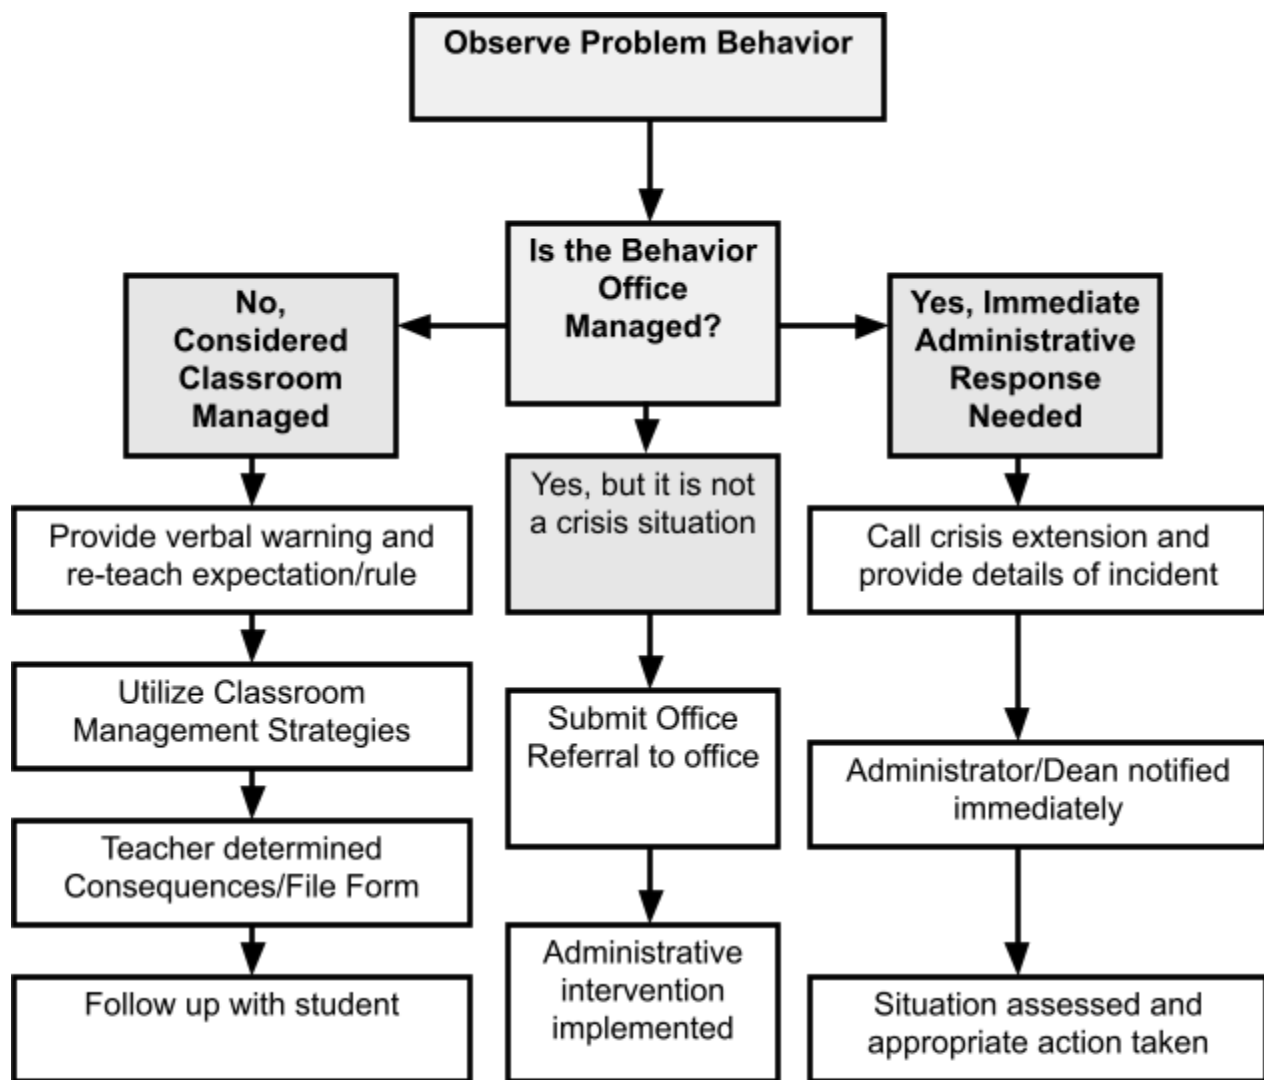 Observe Problem Behavior
Is the Behavior
Office
Managed?
No,
Considered
Classroom
Managed
Yes, Immediate
Administrative
Response
Needed
Provide verbal warning and
re-teach expectation/rule
Utilize Classroom
Management Strategies
Teacher determined
Consequences/File Form
Follow up with student
Yes, but it is not
a crisis situation
Submit Office
Referral to office
Administrative
intervention
implemented
Call crisis extension and
provide details of incident
Administrator/Dean notified
immediately
Situation assessed and
appropriate action taken